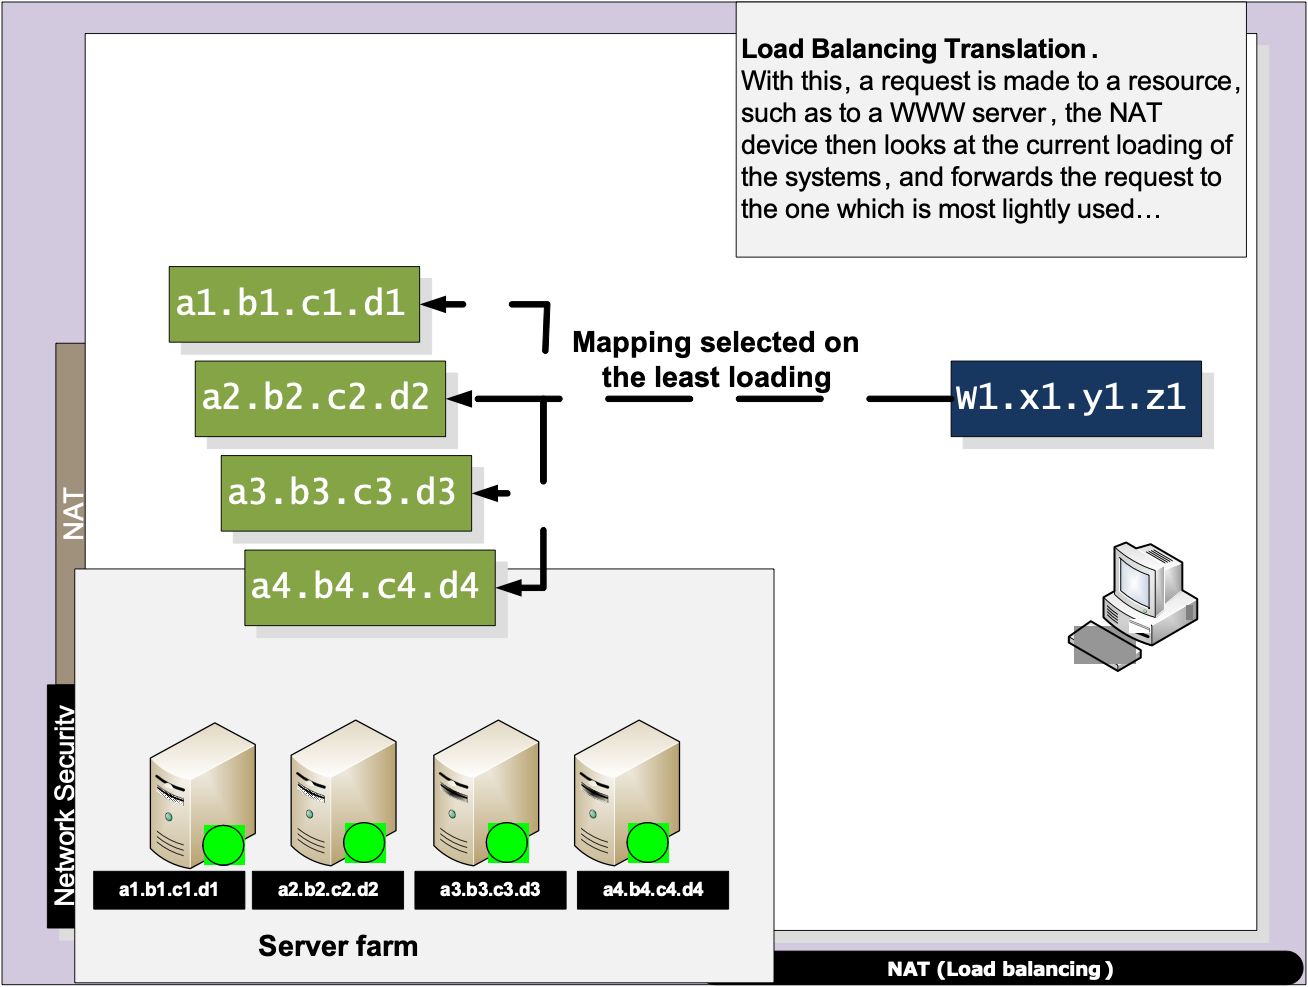 Load Balancing Translation.
With this, a request is made to a resource,
such as to a WWW server, the NAT
device then looks at the current loading of
the systems, and forwards the request to
the one which is most lightly used…
a1.b1.c1.d1
Mapping selected on
the least loading
a2.b2.c2.d2
w1.x1.y1.z1
a3.b3.c3.d3
a4.b4.c4.d4
NAT
Network Security
a1.b1.c1.d1
a2.b2.c2.d2
a3.b3.c3.d3
a4.b4.c4.d4
Server farm
NAT (Load balancing)